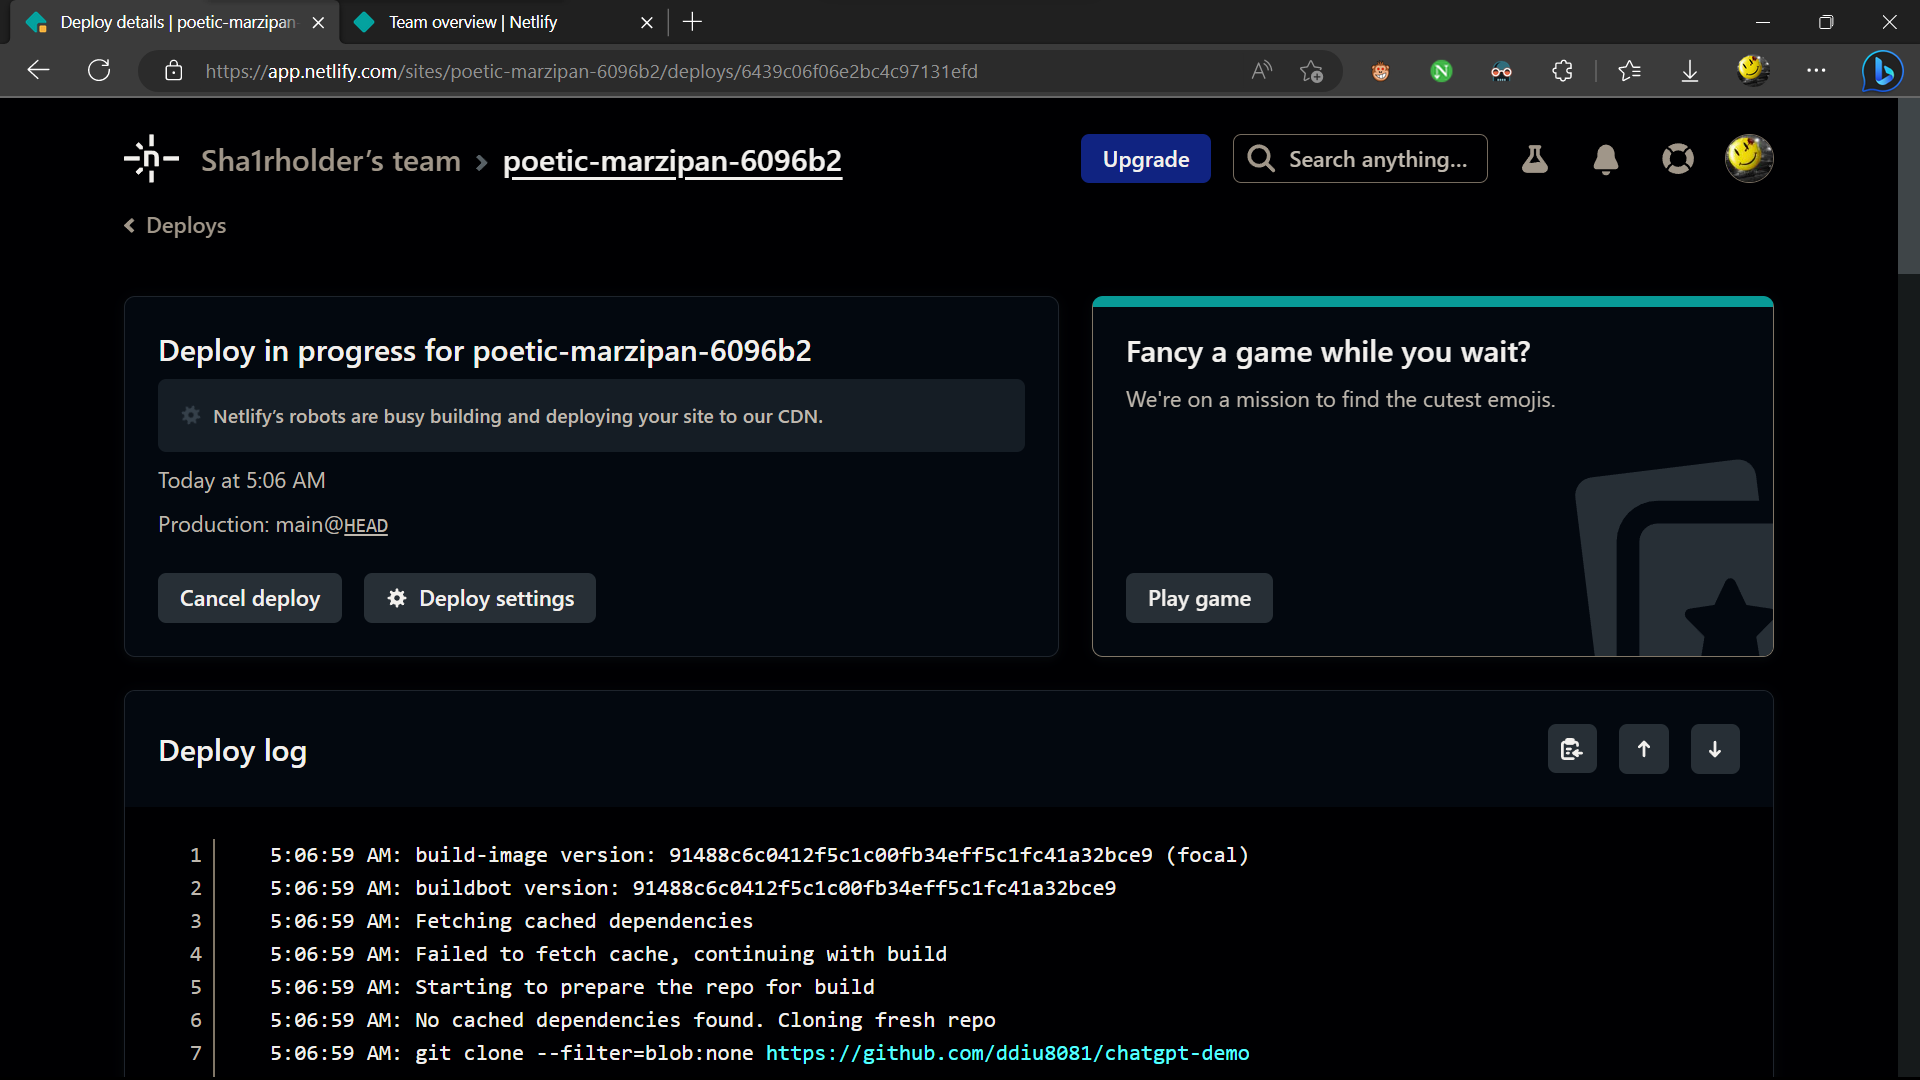 Deploy details | poetic-marzipan-
Team overview | Netlify
https://app.netlify.com/sites/poetic-marzipan-6096b2/deploys/6439c06f06e2bc4c97131efd
Sha1rholder's team > poetic-marzipan-6096b2
Upgrade
Search anything...
Deploys
Deploy in progress for poetic-marzipan-6096b2
Netlify's robots are busy building and deploying your site to our CDN.
Today at 5:06 AM
Production: main@HEAD
Cancel deploy
Deploy settings
Fancy a game while you wait?
We're on a mission to find the cutest emojis.
Play game
Deploy log
1 5:06:59 AM: build-image version: 91488c6c0412f5c1c00fb34eff5c1fc41a32bce9 (focal)
2 5:06:59 AM: buildbot version: 91488c6c0412f5c1c00fb34eff5c1fc41a32bce9
3 5:06:59 AM: Fetching cached dependencies
4 5:06:59 AM: Failed to fetch cache, continuing with build
5 5:06:59 AM: Starting to prepare the repo for build
6 5:06:59 AM: No cached dependencies found. Cloning fresh repo
7 5:06:59 AM: git clone --filter=blob:none https://github.com/ddiu8081/chatgpt-demo